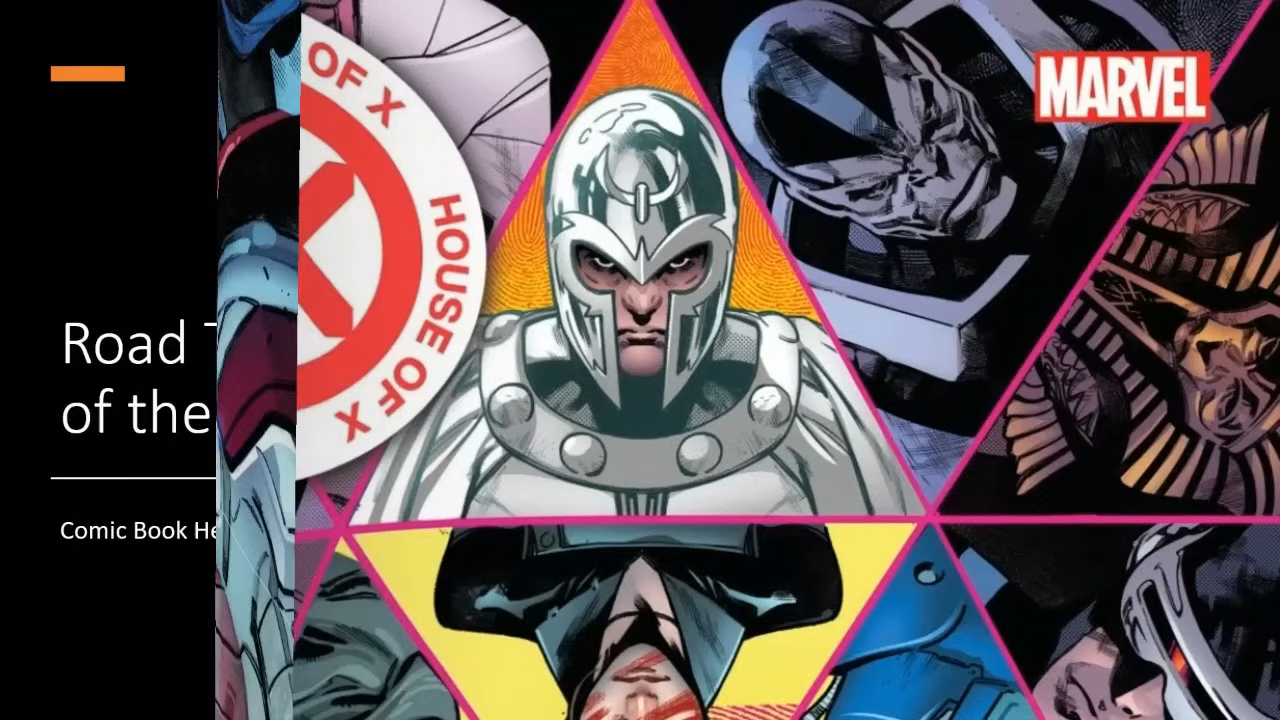 Road
of the
Comic Book He
OF X
HOUSE OF X
MARVEL